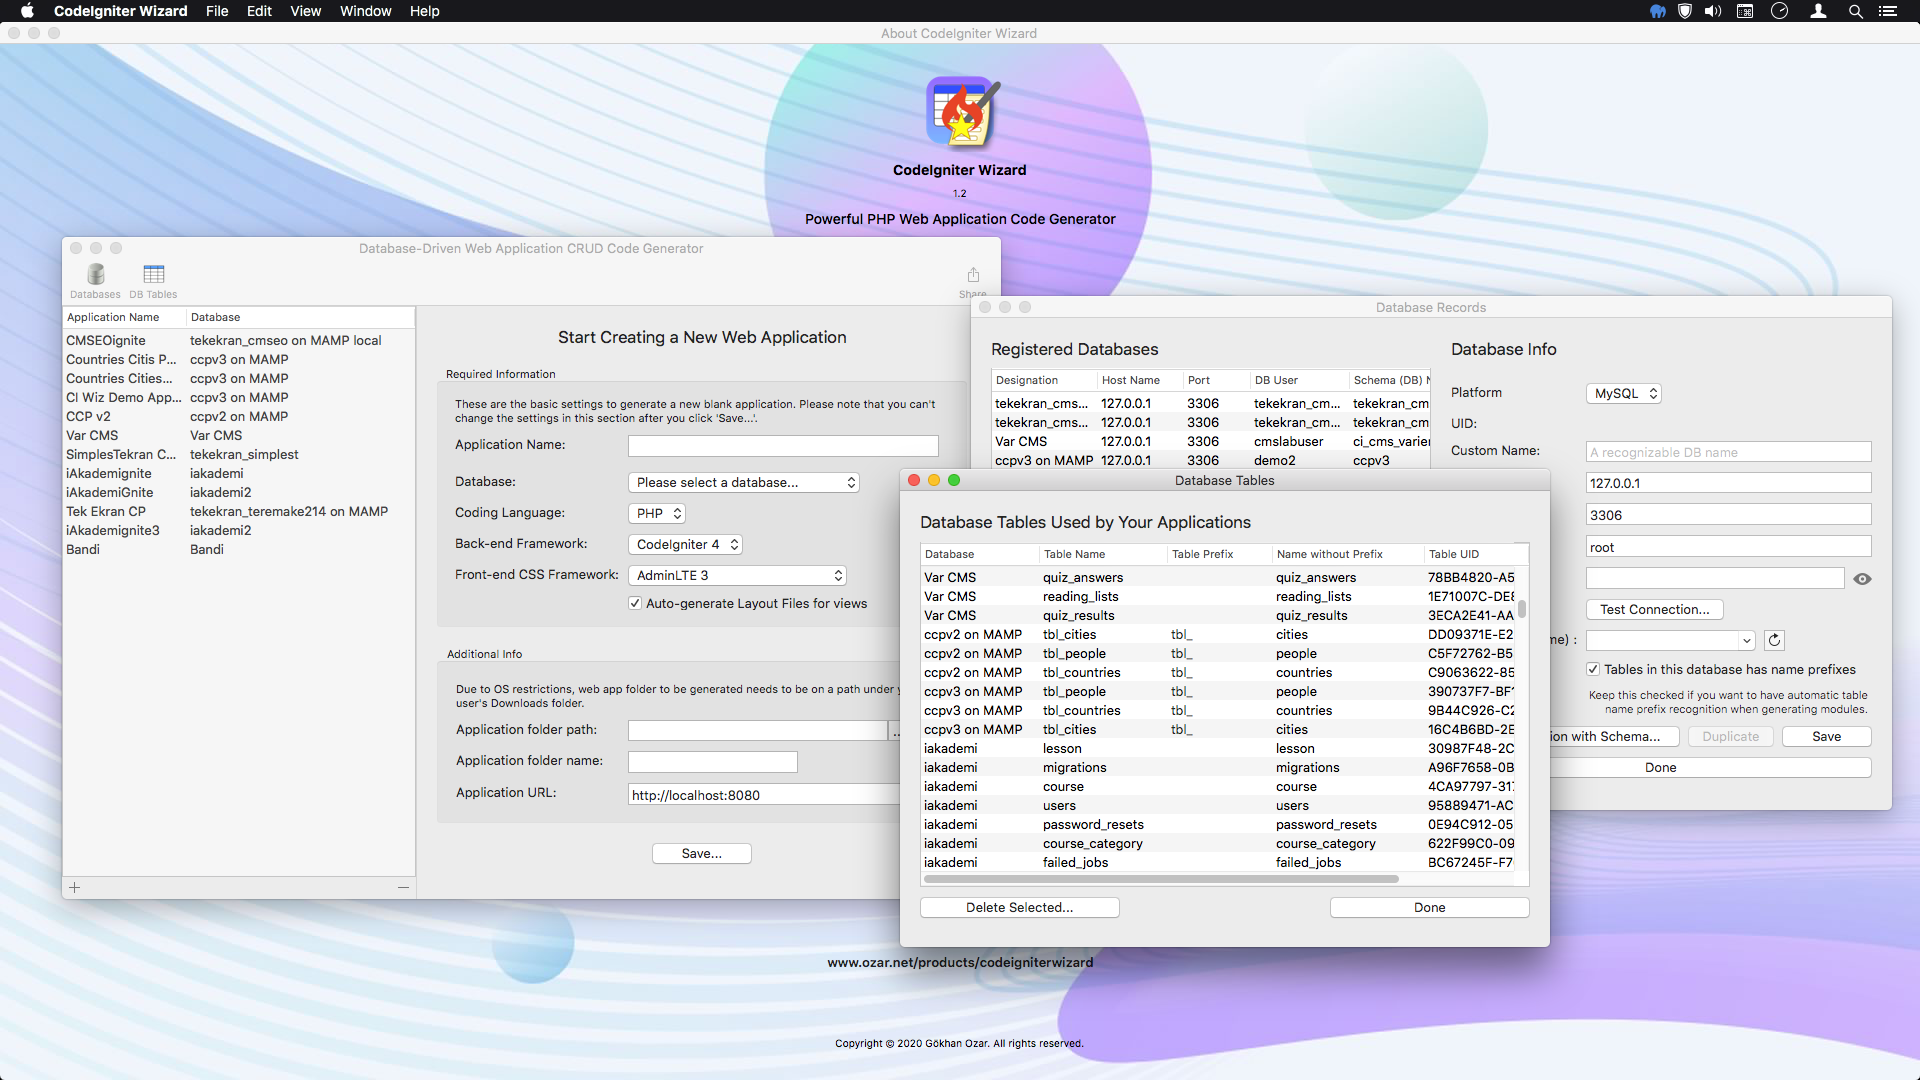 CodeIgniter Wizard File Edit View Window Help
About CodeIgniter Wizard
CodeIgniter Wizard
1.2
Powerful PHP Web Application Code Generator
Database-Driven Web Application CRUD Code Generator
Databases DB Tables Share
Application Name Database
CMSEOignite tekekran_cmseo on MAMP local
Countries Citis P... ccpv3 on MAMP
Countries Cities... ccpv3 on MAMP
CI Wiz Demo App... ccpv3 on MAMP
CCP v2 ccpv2 on MAMP
Var CMS Var CMS
SimplesTekran C... tekekran_simplest
iAkademignite iakademi
iAkademiGnite iakademi2
Tek Ekran CP tekekran_teremake214 on MAMP
iAkademignite3 iakademi2
Bandi Bandi
Start Creating a New Web Application
Required Information
These are the basic settings to generate a new blank application. Please note that you can't
change the settings in this section after you click 'Save...'.
Application Name:
Database: Please select a database...
Coding Language: PHP
Back-end Framework: CodeIgniter 4
Front-end CSS Framework: AdminLTE 3
Auto-generate Layout Files for views
Additional Info
Due to OS restrictions, web app folder to be generated needs to be on a path under
user's Downloads folder.
Application folder path: ..
Application folder name:
Application URL: http://localhost:8080
Save...
Database Records
Registered Databases
Designation Host Name Port DB User Schema (DB) N
tekekran_cms... 127.0.0.1 3306 tekekran_cm... tekekran_cm
tekekran_cms... 127.0.0.1 3306 tekekran_cm... tekekran_cm
Var CMS 127.0.0.1 3306 cmslabuser ci_cms_varie
ccpv3 on MAMP 127.0.0.1 3306 demo2 ccpv3
Database Info
Platform MySQL
UID:
Custom Name: A recognizable DB name
127.0.0.1
3306
root
Test Connection...
me) :
Tables in this database has name prefixes
Keep this checked if you want to have automatic table
name prefix recognition when generating modules.
ion with Schema... Duplicate Save
Done
Database Tables
Database Tables Used by Your Applications
Database Table Name Table Prefix Name without Prefix Table UID
Var CMS quiz_answers quiz_answers 78BB4820-A5
Var CMS reading_lists reading_lists 1E71007C-DE8
Var CMS quiz_results quiz_results 3ECA2E41-AA
ccpv2 on MAMP tbl_cities tbl_ cities DD09371E-E2
ccpv2 on MAMP tbl_people tbl_ people C5F72762-B5
ccpv2 on MAMP tbl_countries tbl_ countries C9063622-85
ccpv3 on MAMP tbl_people tbl_ people 390737F7-BF
ccpv3 on MAMP tbl_countries tbl_ countries 9B44C926-C2
ccpv3 on MAMP tbl_cities tbl_ cities 16C4B6BD-2E
iakademi lesson lesson 30987F48-2C
iakademi migrations migrations A96F7658-0B
iakademi course course 4CA97797-317
iakademi users users 95889471-AC
iakademi password_resets password_resets 0E94C912-05
iakademi course_category course_category 622F99C0-09
iakademi failed_jobs failed_jobs BC67245F-F7
Delete Selected... Done
www.ozar.net/products/codeigniterwizard
Copyright © 2020 Gökhan Ozar. All rights reserved.